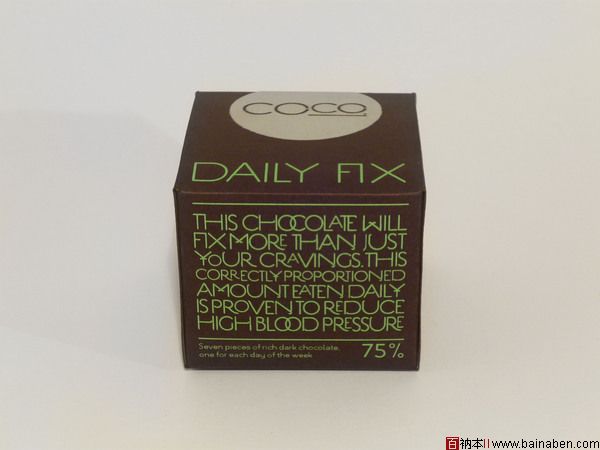 COCO
DAILY FIX
THIS CHOCOLATE WILL
FIX MORE THAN JUST
YOUR CRAVINGS. THIS
CORRECTLY PROPORTIONED
AMOUNT EATEN DAILY
IS PROVEN TO REDUCE
HIGH BLOOD PRESSURE
Seven pieces of rich dark chocolate,
one for each day of the week
75%
百衲本 || www.bainaben.com